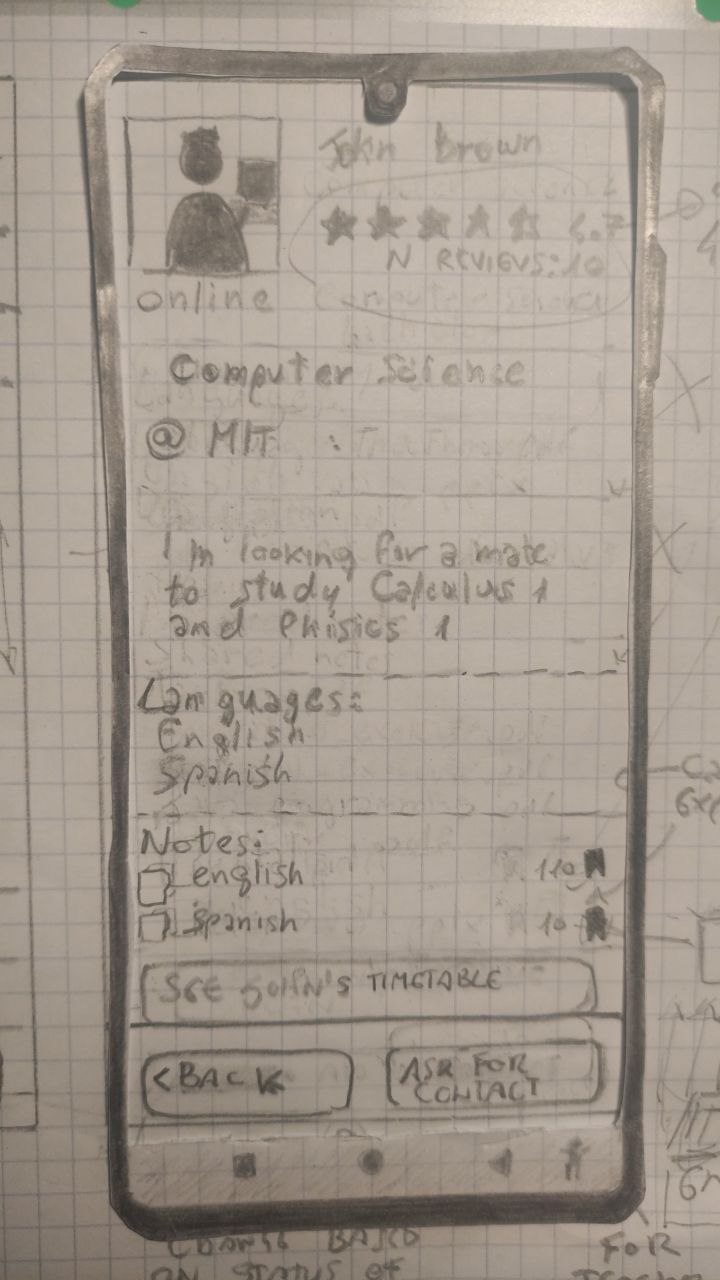 John Brown
4.7
N REVIEVS: 10
online
Computer Science
@ MIT :
I'm looking for a mate
to study Calculus 1
and Phisics 1
Languages:
English
Spanish
Notes:
english 110
spanish 10
SEE JOHN'S TIMETABLE
< BACK
ASK FOR
CONTACT
CHANGE BASED
ON STATUS OF
FOR